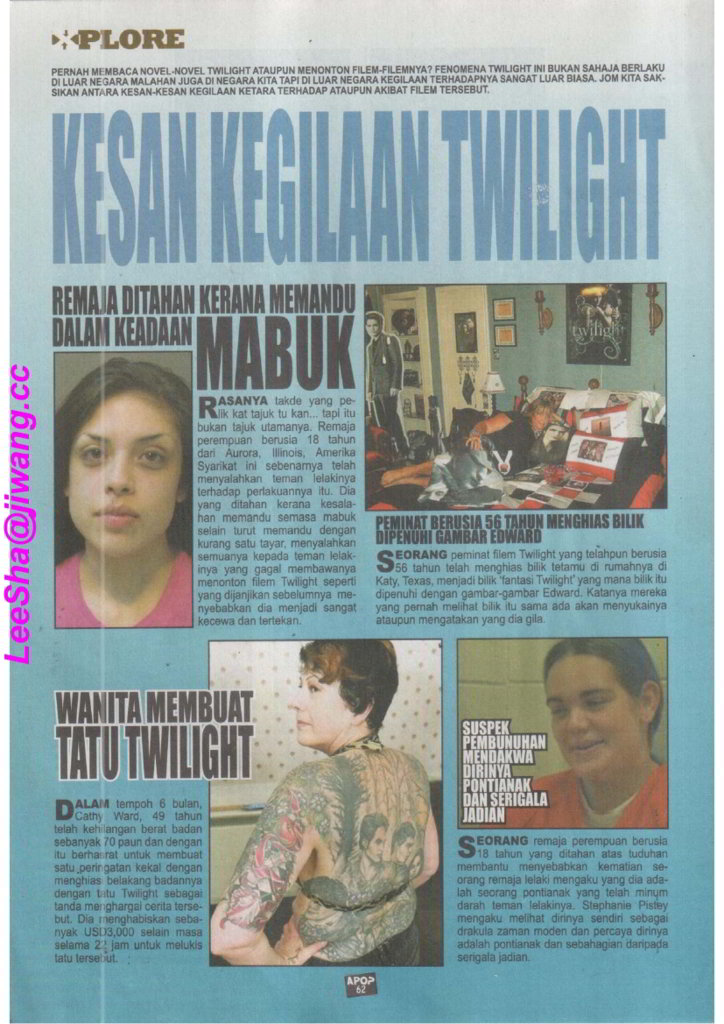 XPLORE
PERNAH MEMBACA NOVEL-NOVEL TWILIGHT ATAUPUN MENONTON FILEM-FILEMNYA? FENOMENA TWILIGHT INI BUKAN SAHAJA BERLAKU
DI LUAR NEGARA MALAHAN JUGA DI NEGARA KITA TAPI DI LUAR NEGARA KEGILAAN TERHADAPNYA SANGAT LUAR BIASA. JOM KITA SAK-
SIKAN ANTARA KESAN-KESAN KEGILAAN KETARA TERHADAP ATAUPUN AKIBAT FILEM TERSEBUT.
KESAN KEGILAAN TWILIGHT
REMAJA DITAHAN KERANA MEMANDU
DALAM KEADAAN MABUK
RASANYA takde yang pe-
lik kat tajuk tu kan... tapi itu
bukan tajuk utamanya. Remaja
perempuan berusia 18 tahun
dari Aurora, Illinois, Amerika
Syarikat ini sebenarnya telah
menyalahkan teman lelakinya
terhadap perlakuannya itu. Dia
yang ditahan kerana kesala-
han memandu semasa mabuk
selain turut memandu dengan
kurang satu tayar, menyalahkan
semuanya kepada teman lelak-
inya yang gagal membawanya
menonton filem Twilight seperti
yang dijanjikan sebelumnya me-
nyebabkan dia menjadi sangat
kecewa dan tertekan.
twilight
PEMINAT BERUSIA 56 TAHUN MENGHIAS BILIK
DIPENUHI GAMBAR EDWARD
SEORANG peminat filem Twilight yang telahpun berusia
56 tahun telah menghias bilik tetamu di rumahnya di
Katy, Texas, menjadi bilik 'fantasi Twilight' yang mana bilik itu
dipenuhi dengan gambar-gambar Edward. Katanya mereka
yang pernah melihat bilik itu sama ada akan menyukainya
ataupun mengatakan yang dia gila.
WANITA MEMBUAT
TATU TWILIGHT
DALAM tempoh 6 bulan,
Cathy Ward, 49 tahun
telah kehilangan berat badan
sebanyak 70 paun dan dengan
itu berhasrat untuk membuat
satu peringatan kekal dengan
menghias belakang badannya
dengan tatu Twilight sebagai
tanda menghargai cerita terse-
but. Dia menghabiskan seba-
nyak USD3,000 selain masa
selama 22 jam untuk melukis
tatu tersebut.
SUSPEK
PEMBUNUHAN
MENDAKWA
DIRINYA
PONTIANAK
DAN SERIGALA
JADIAN
SEORANG remaja perempuan berusia
18 tahun yang ditahan atas tuduhan
membantu menyebabkan kematian se-
orang remaja lelaki mengaku yang dia ada-
lah seorang pontianak yang telah minum
darah teman lelakinya. Stephanie Pistey
mengaku melihat dirinya sendiri sebagai
drakula zaman moden dan percaya dirinya
adalah pontianak dan sebahagian daripada
serigala jadian.
APOP
62
LeeSha@jiwang.cc